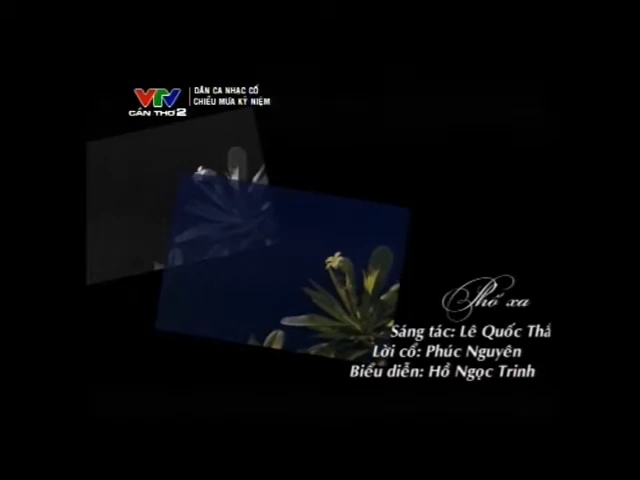 VTV
CẦN THƠ 2
DÂN CA NHẠC CỔ
CHIỀU MƯA KỶ NIỆM
Phố xa
Sáng tác: Lê Quốc Thắ
Lời cổ: Phúc Nguyên
Biểu diễn: Hồ Ngọc Trinh